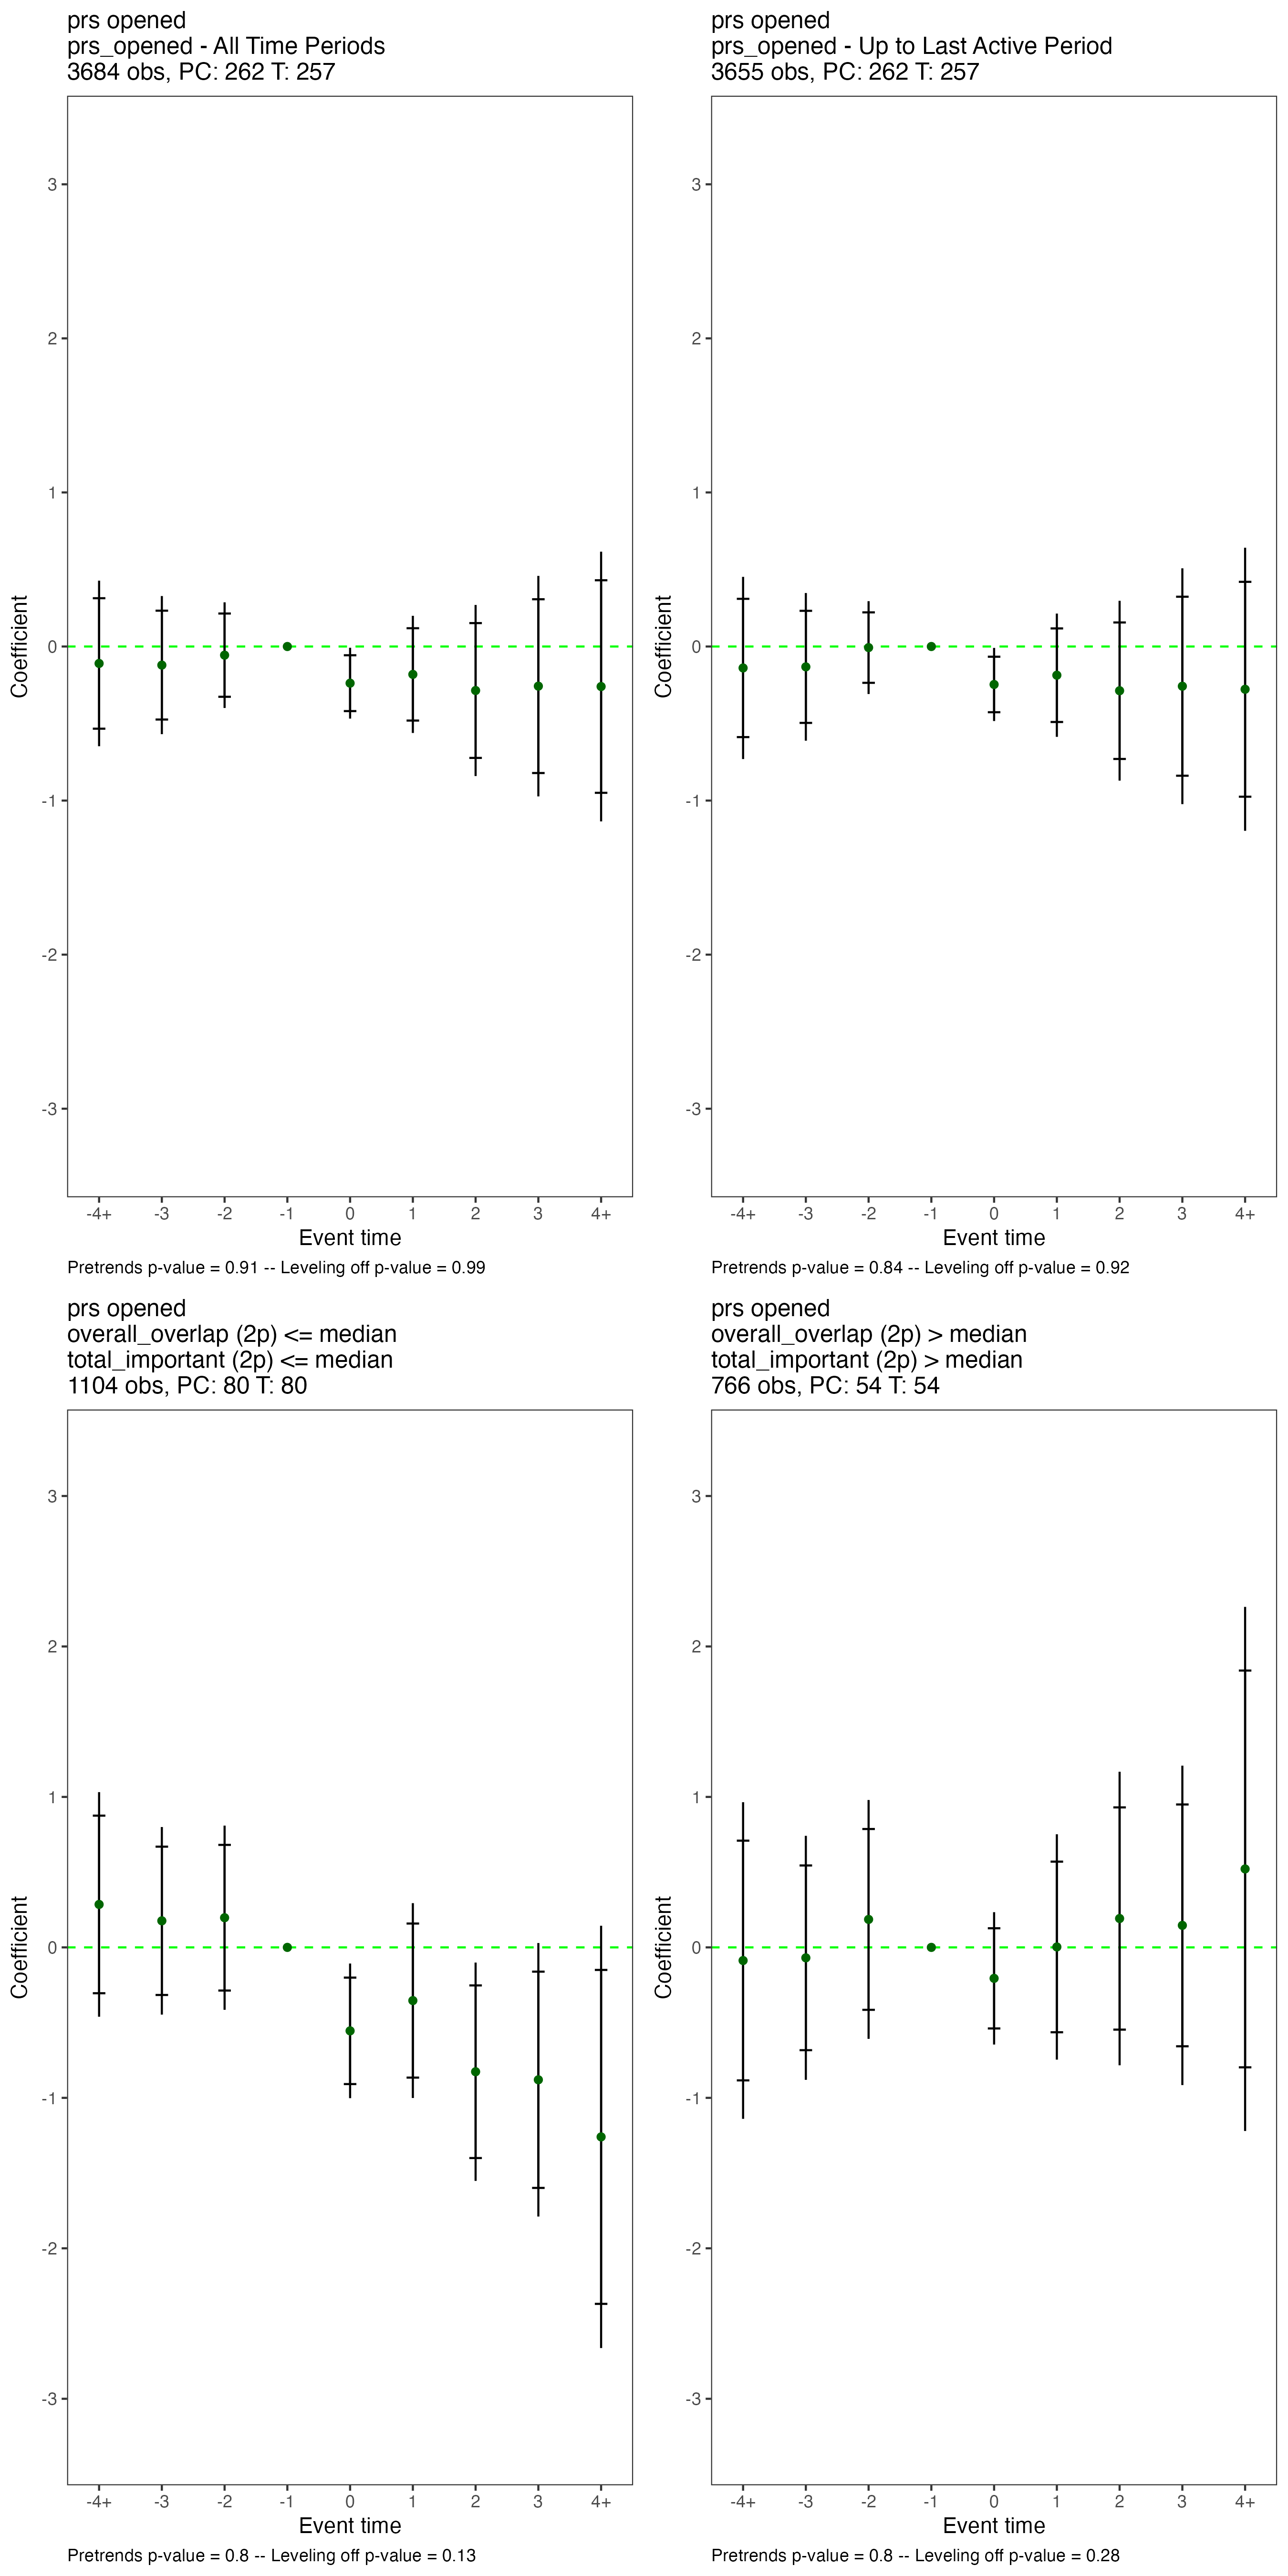 prs opened
prs_opened - All Time Periods
3684 obs, PC: 262 T: 257
3
2
1
0
-1
-2
-3
Coefficient
-4+ -3 -2 -1 0 1 2 3 4+
Event time
Pretrends p-value = 0.91 -- Leveling off p-value = 0.99
prs opened
prs_opened - Up to Last Active Period
3655 obs, PC: 262 T: 257
3
2
1
0
-1
-2
-3
Coefficient
-4+ -3 -2 -1 0 1 2 3 4+
Event time
Pretrends p-value = 0.84 -- Leveling off p-value = 0.92
prs opened
overall_overlap (2p) <= median
total_important (2p) <= median
1104 obs, PC: 80 T: 80
3
2
1
0
-1
-2
-3
Coefficient
-4+ -3 -2 -1 0 1 2 3 4+
Event time
Pretrends p-value = 0.8 -- Leveling off p-value = 0.13
prs opened
overall_overlap (2p) > median
total_important (2p) > median
766 obs, PC: 54 T: 54
3
2
1
0
-1
-2
-3
Coefficient
-4+ -3 -2 -1 0 1 2 3 4+
Event time
Pretrends p-value = 0.8 -- Leveling off p-value = 0.28